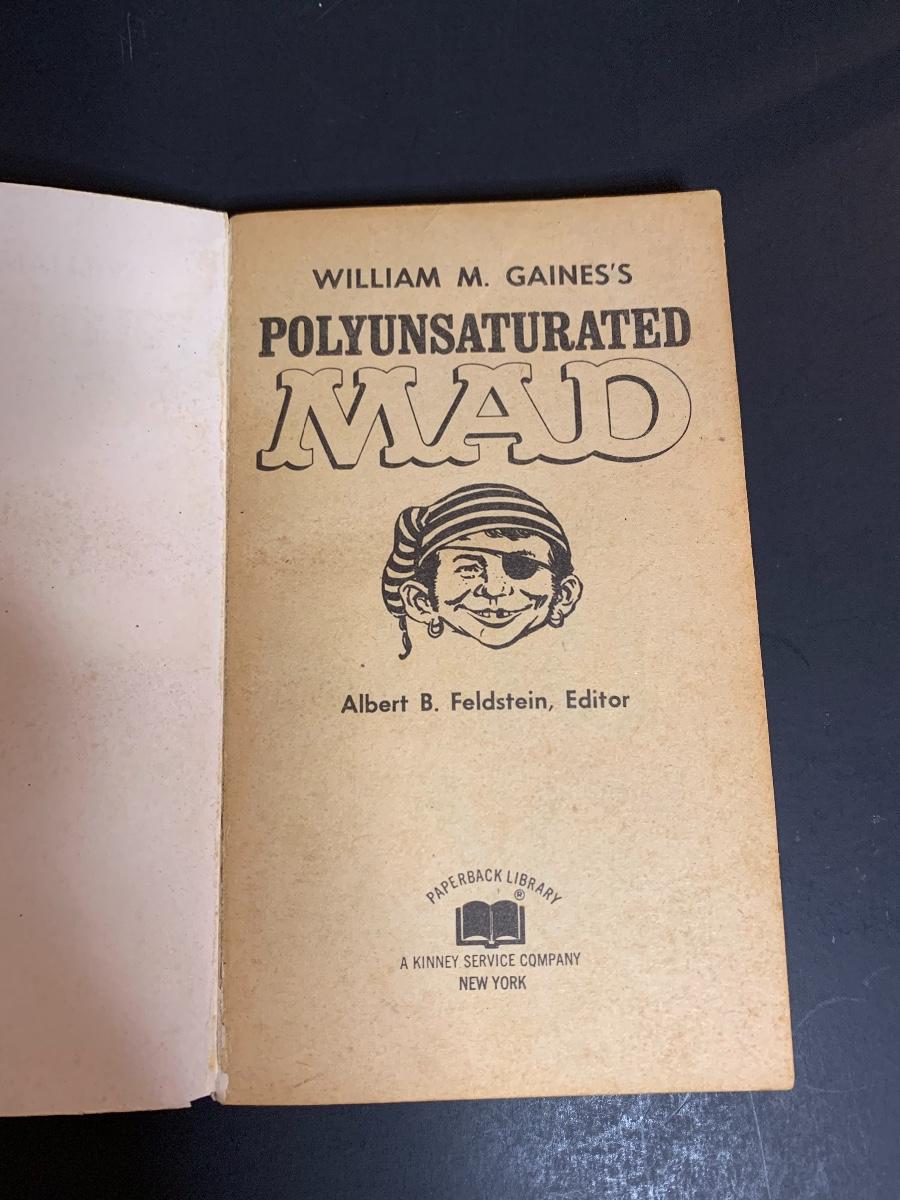 WILLIAM M. GAINES'S
POLYUNSATURATED
MAD
Albert B. Feldstein, Editor
PAPERBACK LIBRARY
®
A KINNEY SERVICE COMPANY
NEW YORK